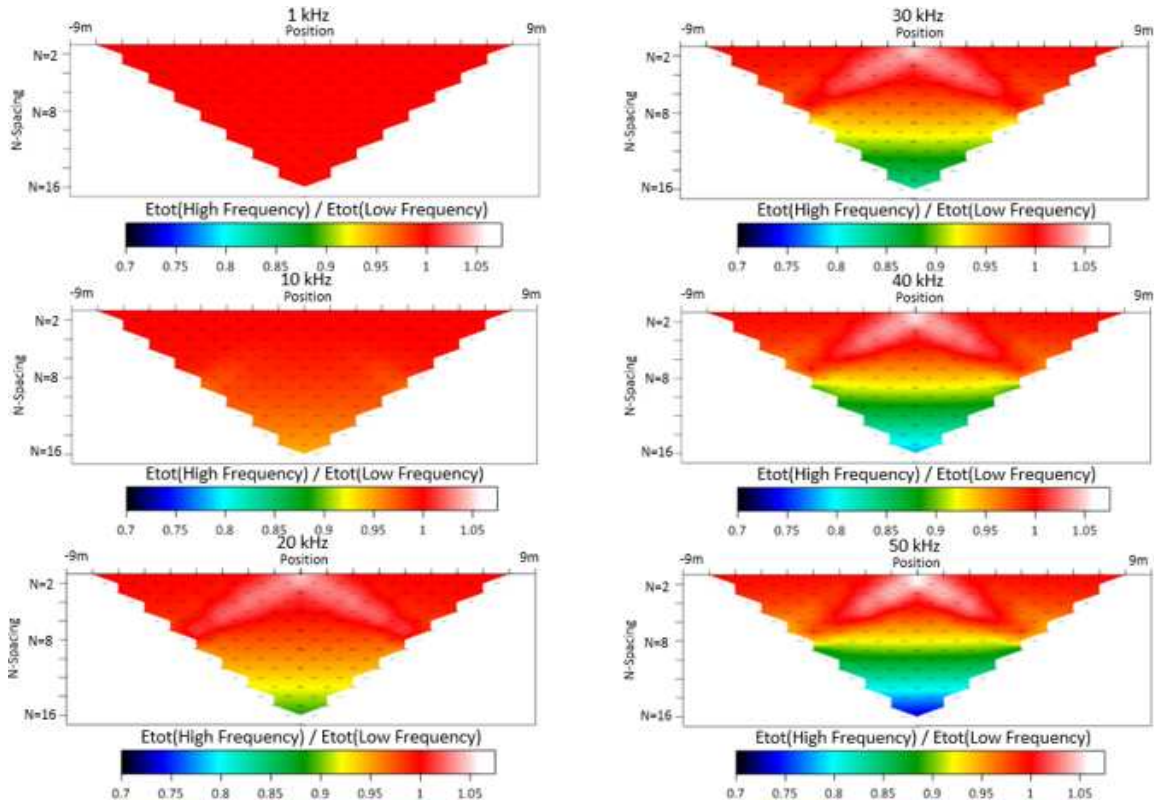 1 kHz
-9m Position 9m
N=2
N=8
N=16
N-Spacing
Etot(High Frequency) / Etot(Low Frequency)
0.7 0.75 0.8 0.85 0.9 0.95 1 1.05
30 kHz
-9m Position 9m
N=2
N=8
N=16
N-Spacing
Etot(High Frequency) / Etot(Low Frequency)
0.7 0.75 0.8 0.85 0.9 0.95 1 1.05
10 kHz
-9m Position 9m
N=2
N=8
N=16
N-Spacing
Etot(High Frequency) / Etot(Low Frequency)
0.7 0.75 0.8 0.85 0.9 0.95 1 1.05
40 kHz
-9m Position 9m
N=2
N=8
N=16
N-Spacing
Etot(High Frequency) / Etot(Low Frequency)
0.7 0.75 0.8 0.85 0.9 0.95 1 1.05
20 kHz
-9m Position 9m
N=2
N=8
N=16
N-Spacing
Etot(High Frequency) / Etot(Low Frequency)
0.7 0.75 0.8 0.85 0.9 0.95 1 1.05
50 kHz
-9m Position 9m
N=2
N=8
N=16
N-Spacing
Etot(High Frequency) / Etot(Low Frequency)
0.7 0.75 0.8 0.85 0.9 0.95 1 1.05